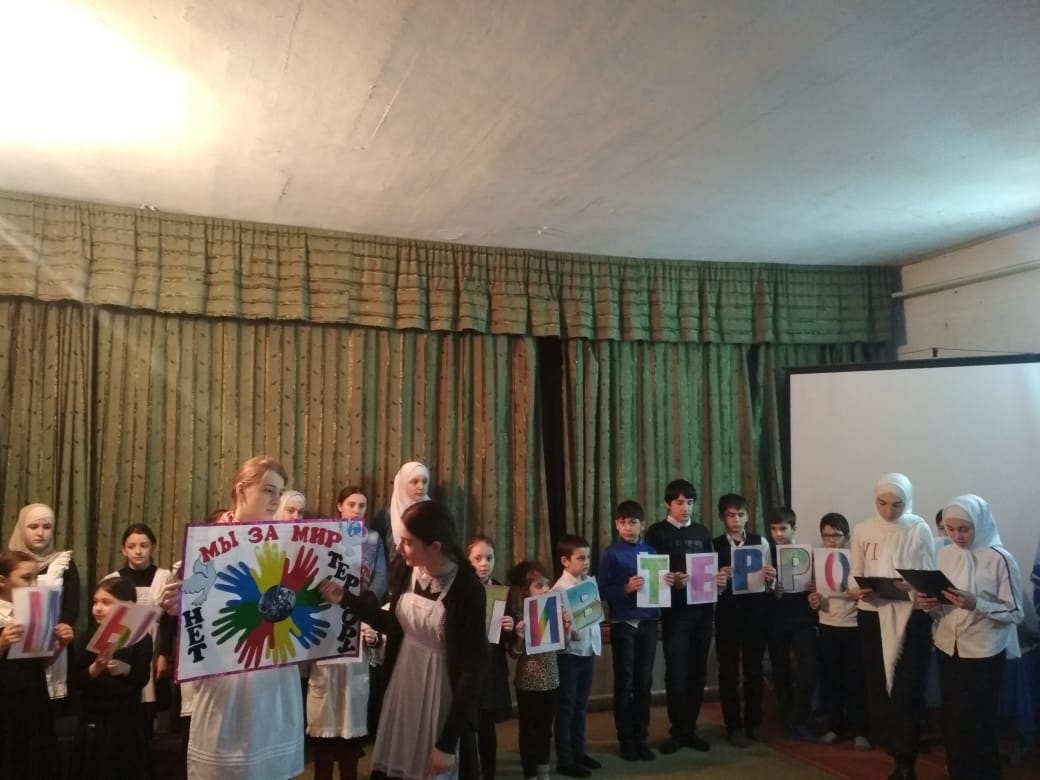 МЫ ЗА МИР
НЕТ
ТЕРРОРУ
М Ы
И В
Т Е Р Р О